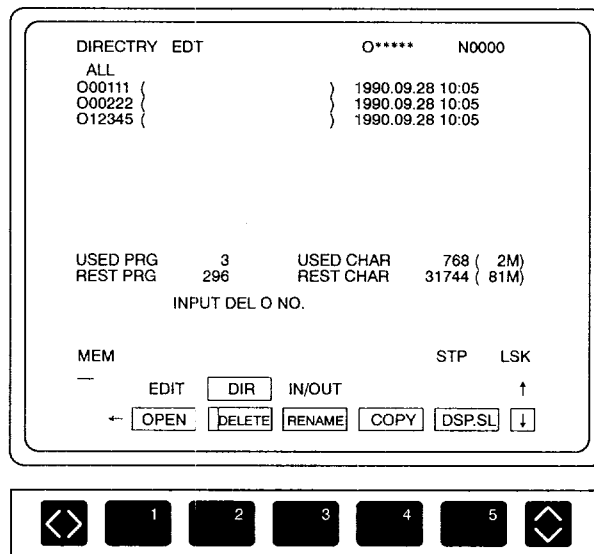 DIRECTRY EDT O***** N0000
ALL
O00111 ( ) 1990.09.28 10:05
O00222 ( ) 1990.09.28 10:05
O12345 ( ) 1990.09.28 10:05
USED PRG 3 USED CHAR 768 ( 2M)
REST PRG 296 REST CHAR 31744 ( 81M)
INPUT DEL O NO.
MEM STP LSK
EDIT DIR IN/OUT ↑
← OPEN DELETE RENAME COPY DSP.SL ↓
1 2 3 4 5